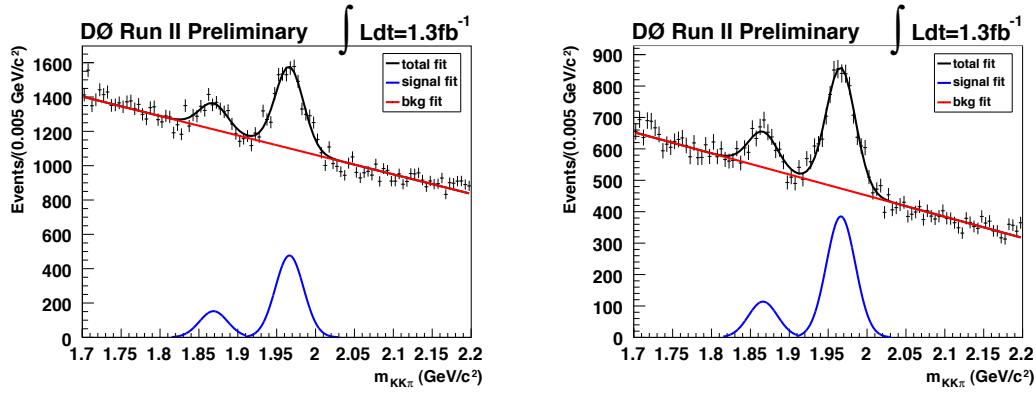 DØ Run II Preliminary ∫ Ldt=1.3fb⁻¹
Events/(0.005 GeV/c²)
1600
1400
1200
1000
800
600
400
200
0
total fit
signal fit
bkg fit
1.7 1.75 1.8 1.85 1.9 1.95 2 2.05 2.1 2.15 2.2
m_KKπ (GeV/c²)
DØ Run II Preliminary ∫ Ldt=1.3fb⁻¹
Events/(0.005 GeV/c²)
900
800
700
600
500
400
300
200
100
0
total fit
signal fit
bkg fit
1.7 1.75 1.8 1.85 1.9 1.95 2 2.05 2.1 2.15 2.2
m_KKπ (GeV/c²)